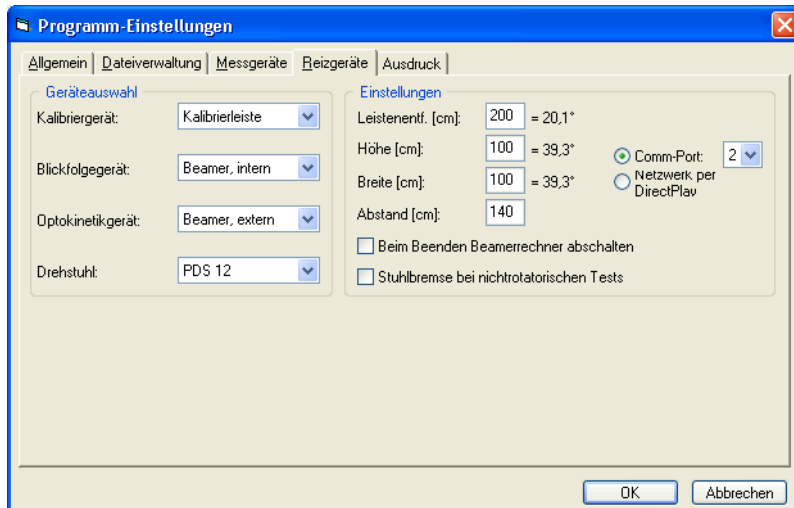 Programm-Einstellungen
Allgemein Dateiverwaltung Messgeräte Reizgeräte Ausdruck
Geräteauswahl
Kalibriergerät: Kalibrierleiste
Blickfolgegerät: Beamer, intern
Optokinetikgerät: Beamer, extern
Drehstuhl: PDS 12
Einstellungen
Leistenentf. [cm]: 200 = 20,1°
Höhe [cm]: 100 = 39,3°
Breite [cm]: 100 = 39,3°
Abstand [cm]: 140
Comm-Port: 2
Netzwerk per
DirectPlay
Beim Beenden Beamerrechner abschalten
Stuhlbremse bei nichtrotatorischen Tests
OK Abbrechen